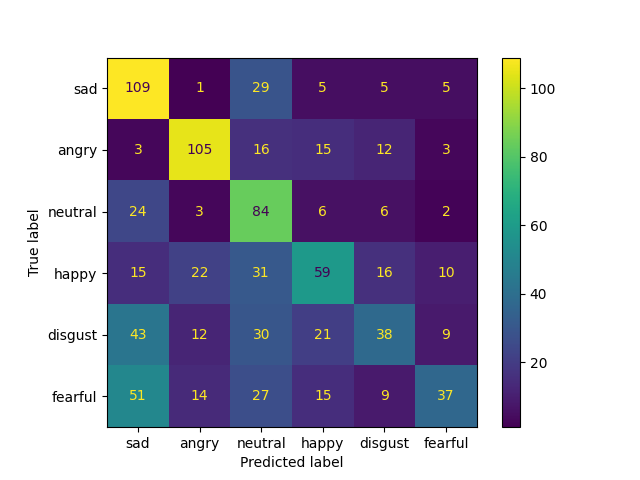 sad 109 1 29 5 5 5
angry 3 105 16 15 12 3
neutral 24 3 84 6 6 2
happy 15 22 31 59 16 10
disgust 43 12 30 21 38 9
fearful 51 14 27 15 9 37
sad angry neutral happy disgust fearful
Predicted label
True label
100
80
60
40
20